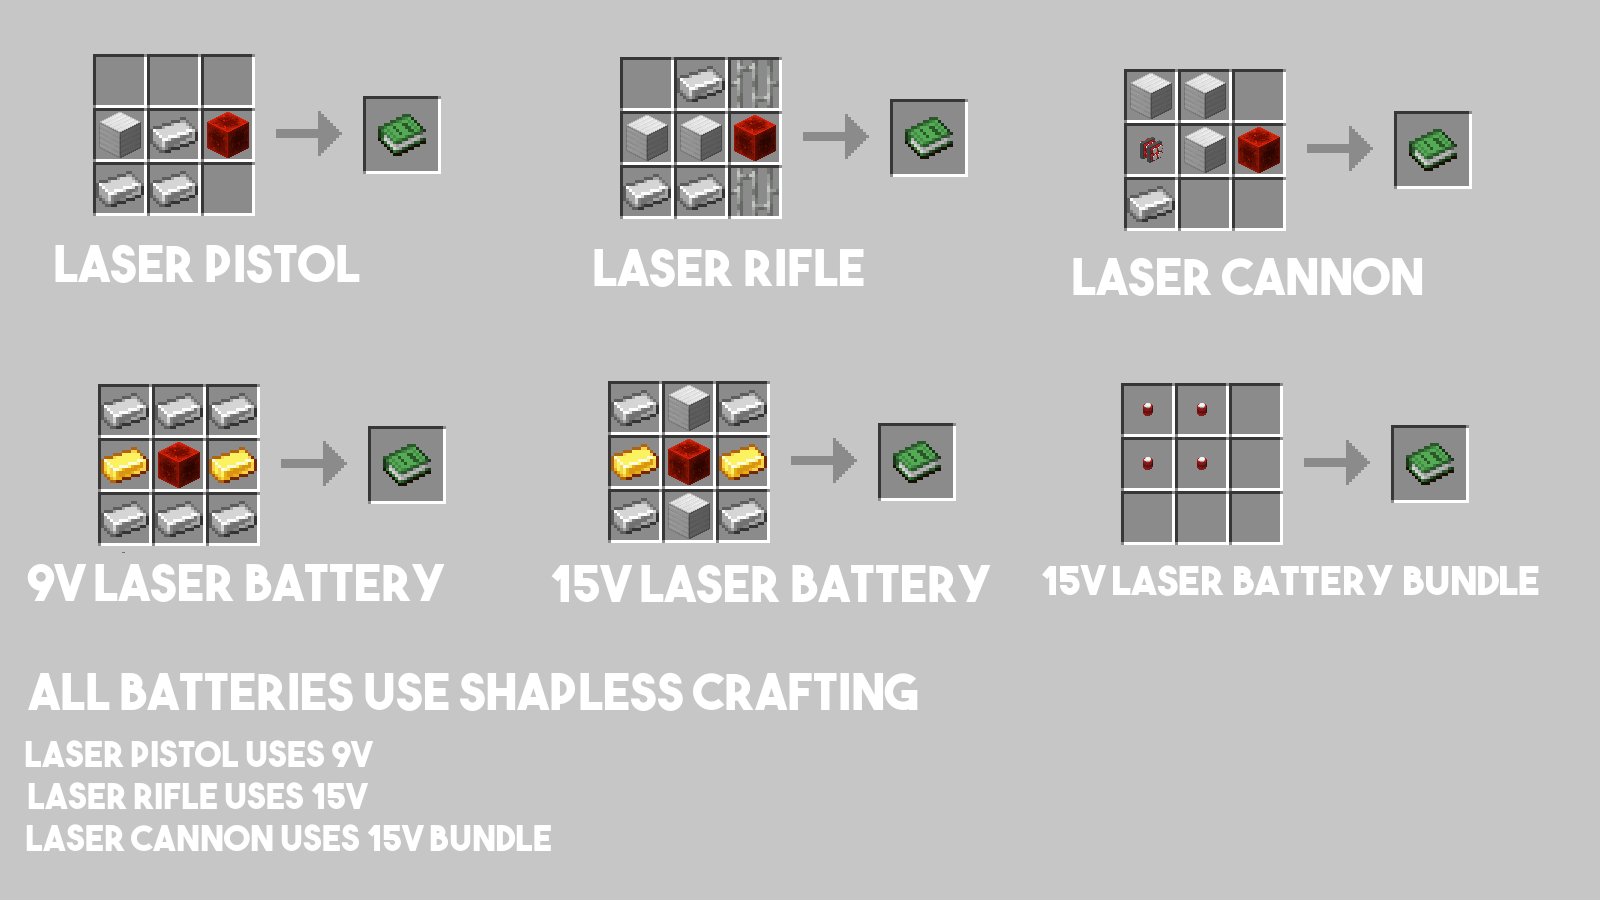 LASER PISTOL
LASER RIFLE
LASER CANNON
9V LASER BATTERY
15V LASER BATTERY
15V LASER BATTERY BUNDLE
ALL BATTERIES USE SHAPLESS CRAFTING
LASER PISTOL USES 9V
LASER RIFLE USES 15V
LASER CANNON USES 15V BUNDLE